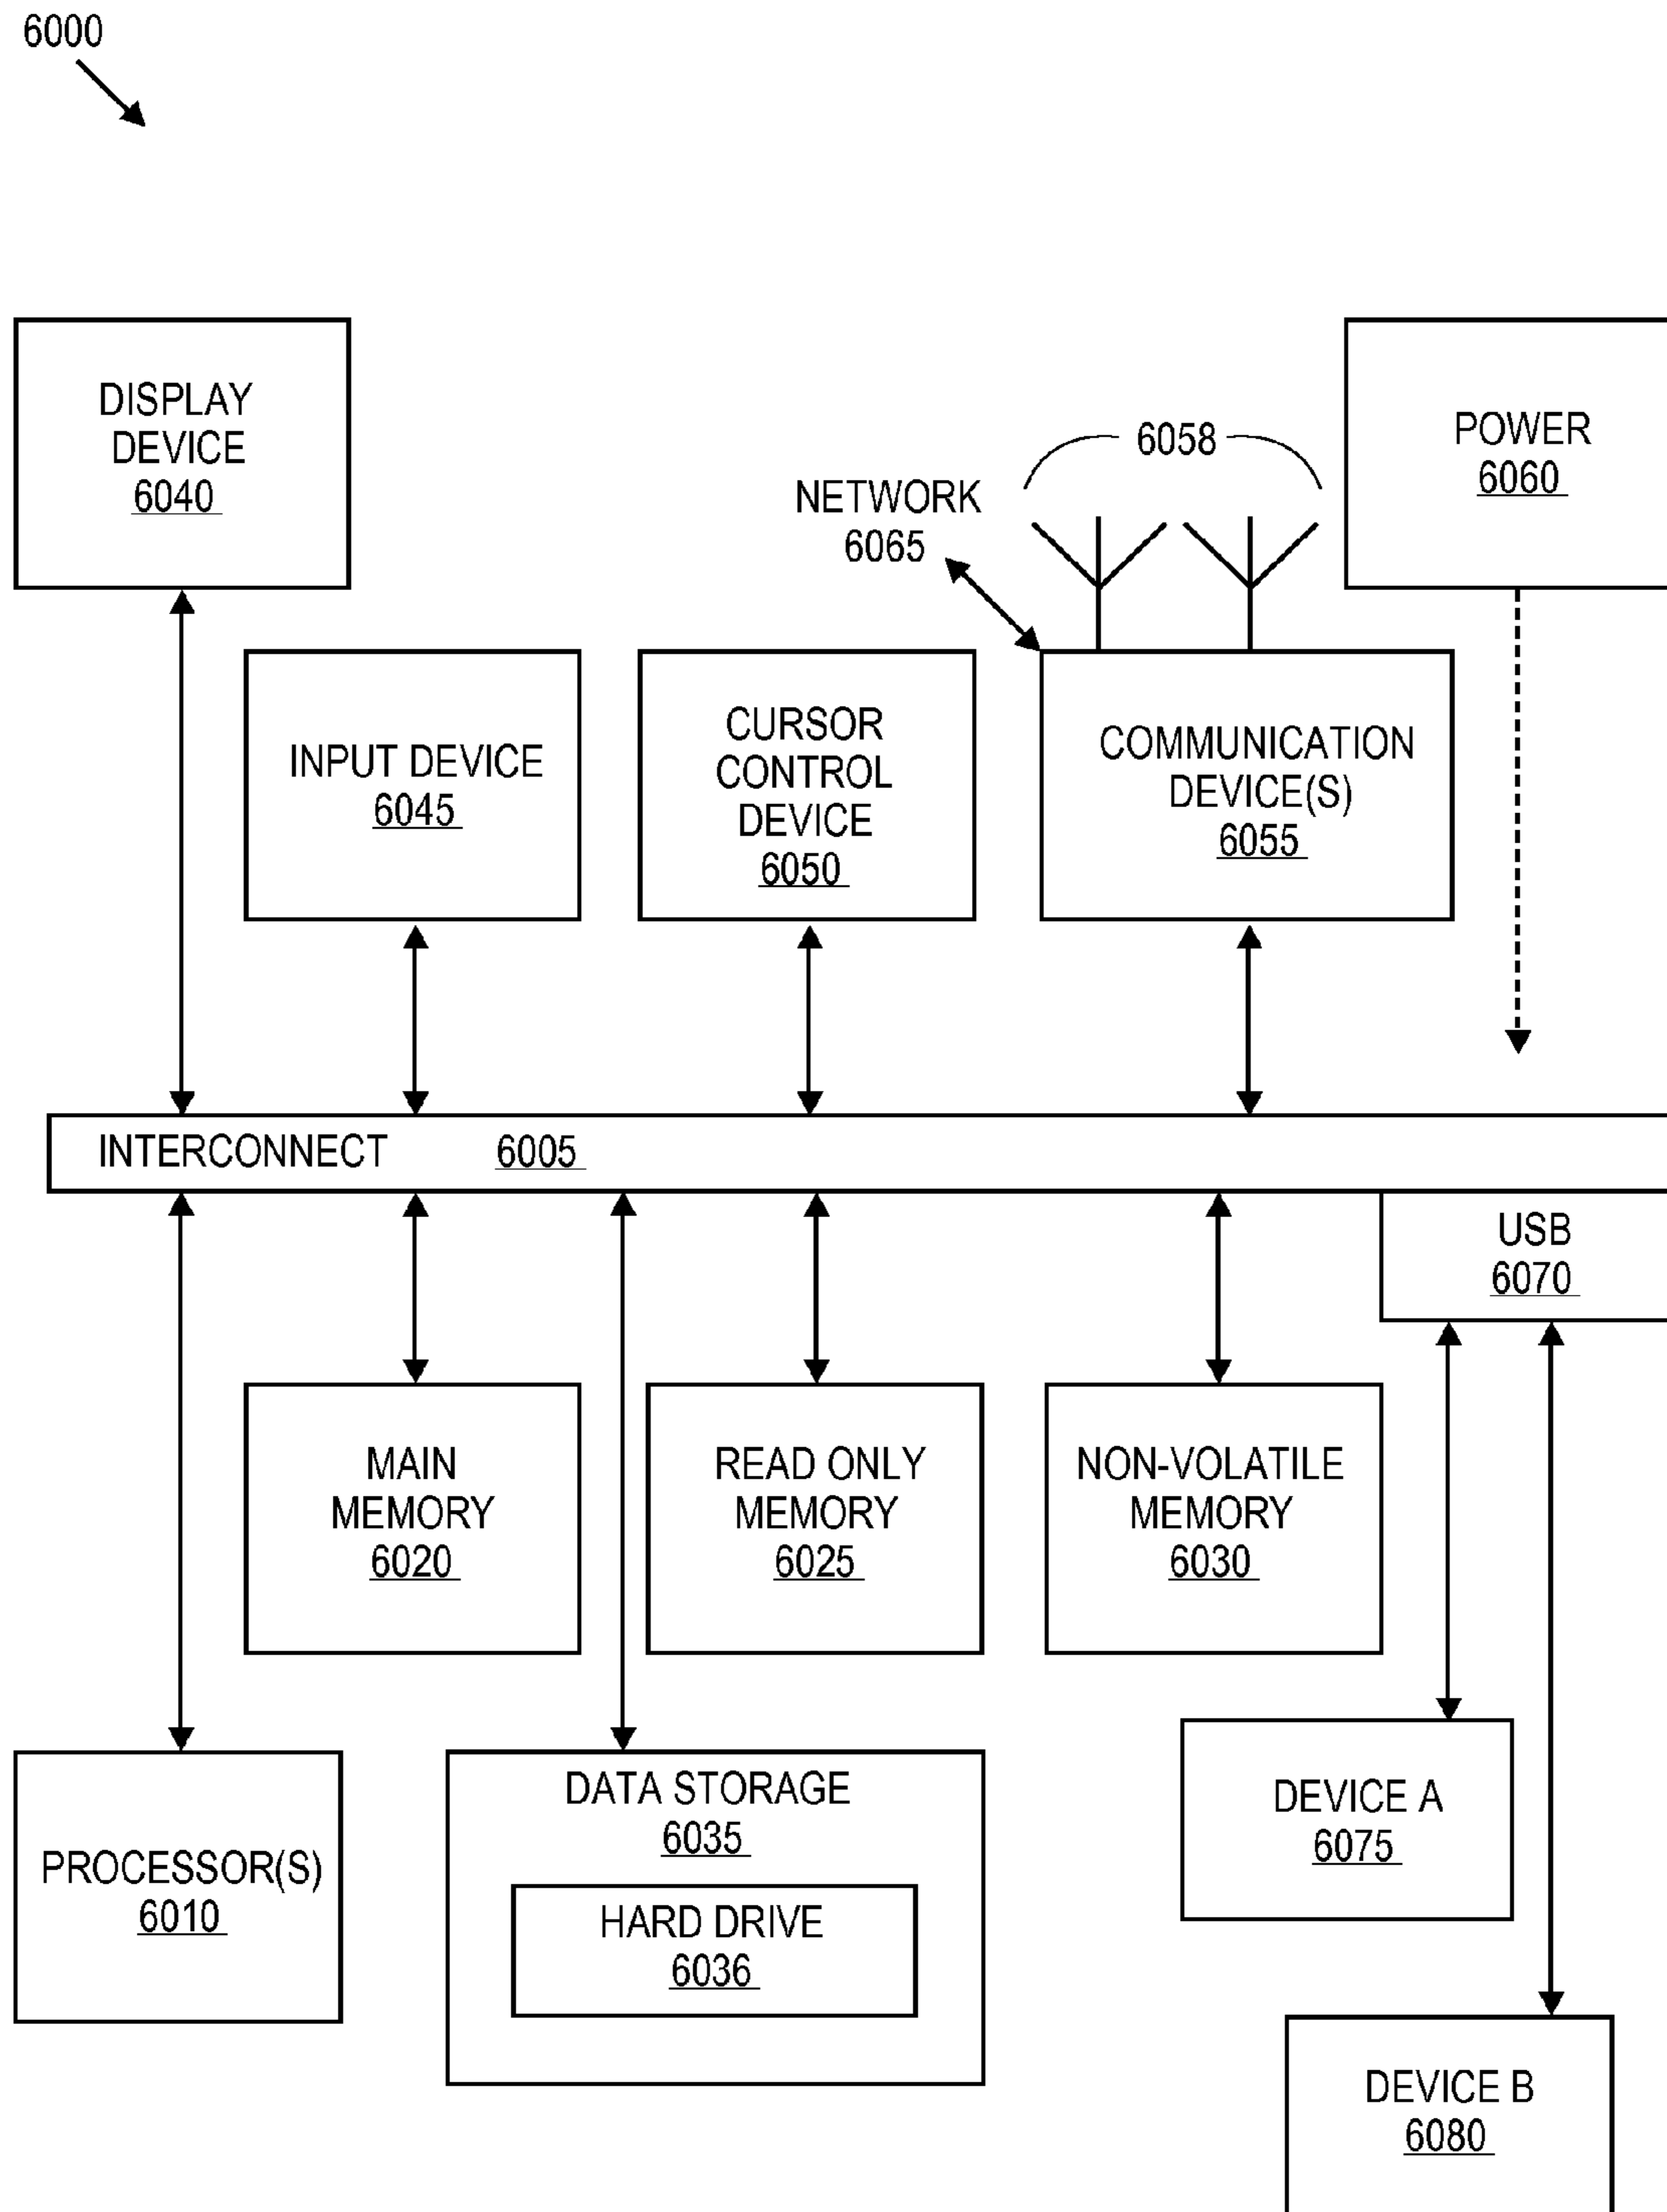 6000
DISPLAY
DEVICE
6040
POWER
6060
6058
NETWORK
6065
INPUT DEVICE
6045
CURSOR
CONTROL
DEVICE
6050
COMMUNICATION
DEVICE(S)
6055
INTERCONNECT 6005
USB
6070
MAIN
MEMORY
6020
READ ONLY
MEMORY
6025
NON-VOLATILE
MEMORY
6030
PROCESSOR(S)
6010
DATA STORAGE
6035
HARD DRIVE
6036
DEVICE A
6075
DEVICE B
6080